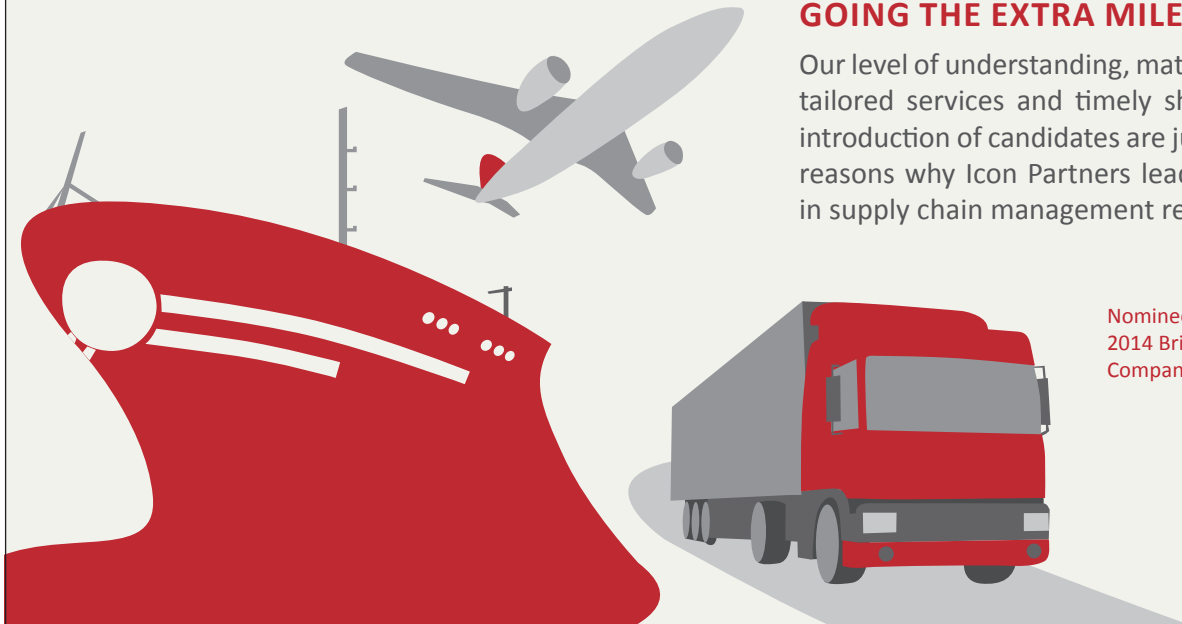 GOING THE EXTRA MILE
Our level of understanding, mat
tailored services and timely sh
introduction of candidates are ju
reasons why Icon Partners lead
in supply chain management re
Nominee
2014 Bri
Compan